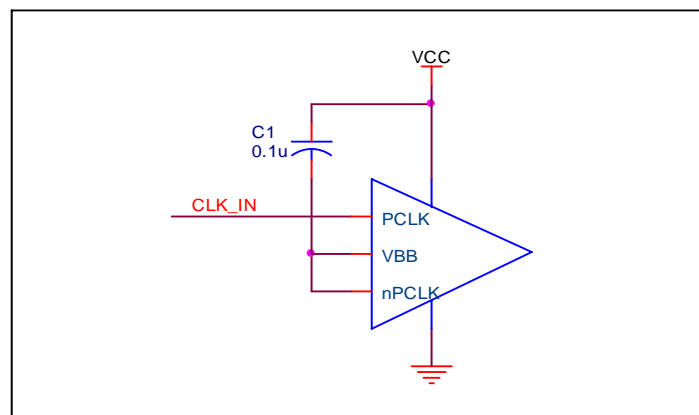 VCC
C1
0.1u
CLK_IN
PCLK
VBB
nPCLK